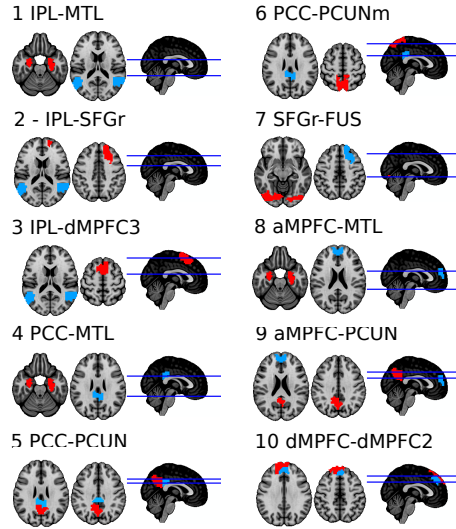 1 IPL-MTL
2 - IPL-SFGr
3 IPL-dMPFC3
4 PCC-MTL
5 PCC-PCUN
6 PCC-PCUNm
7 SFGr-FUS
8 aMPFC-MTL
9 aMPFC-PCUN
10 dMPFC-dMPFC2